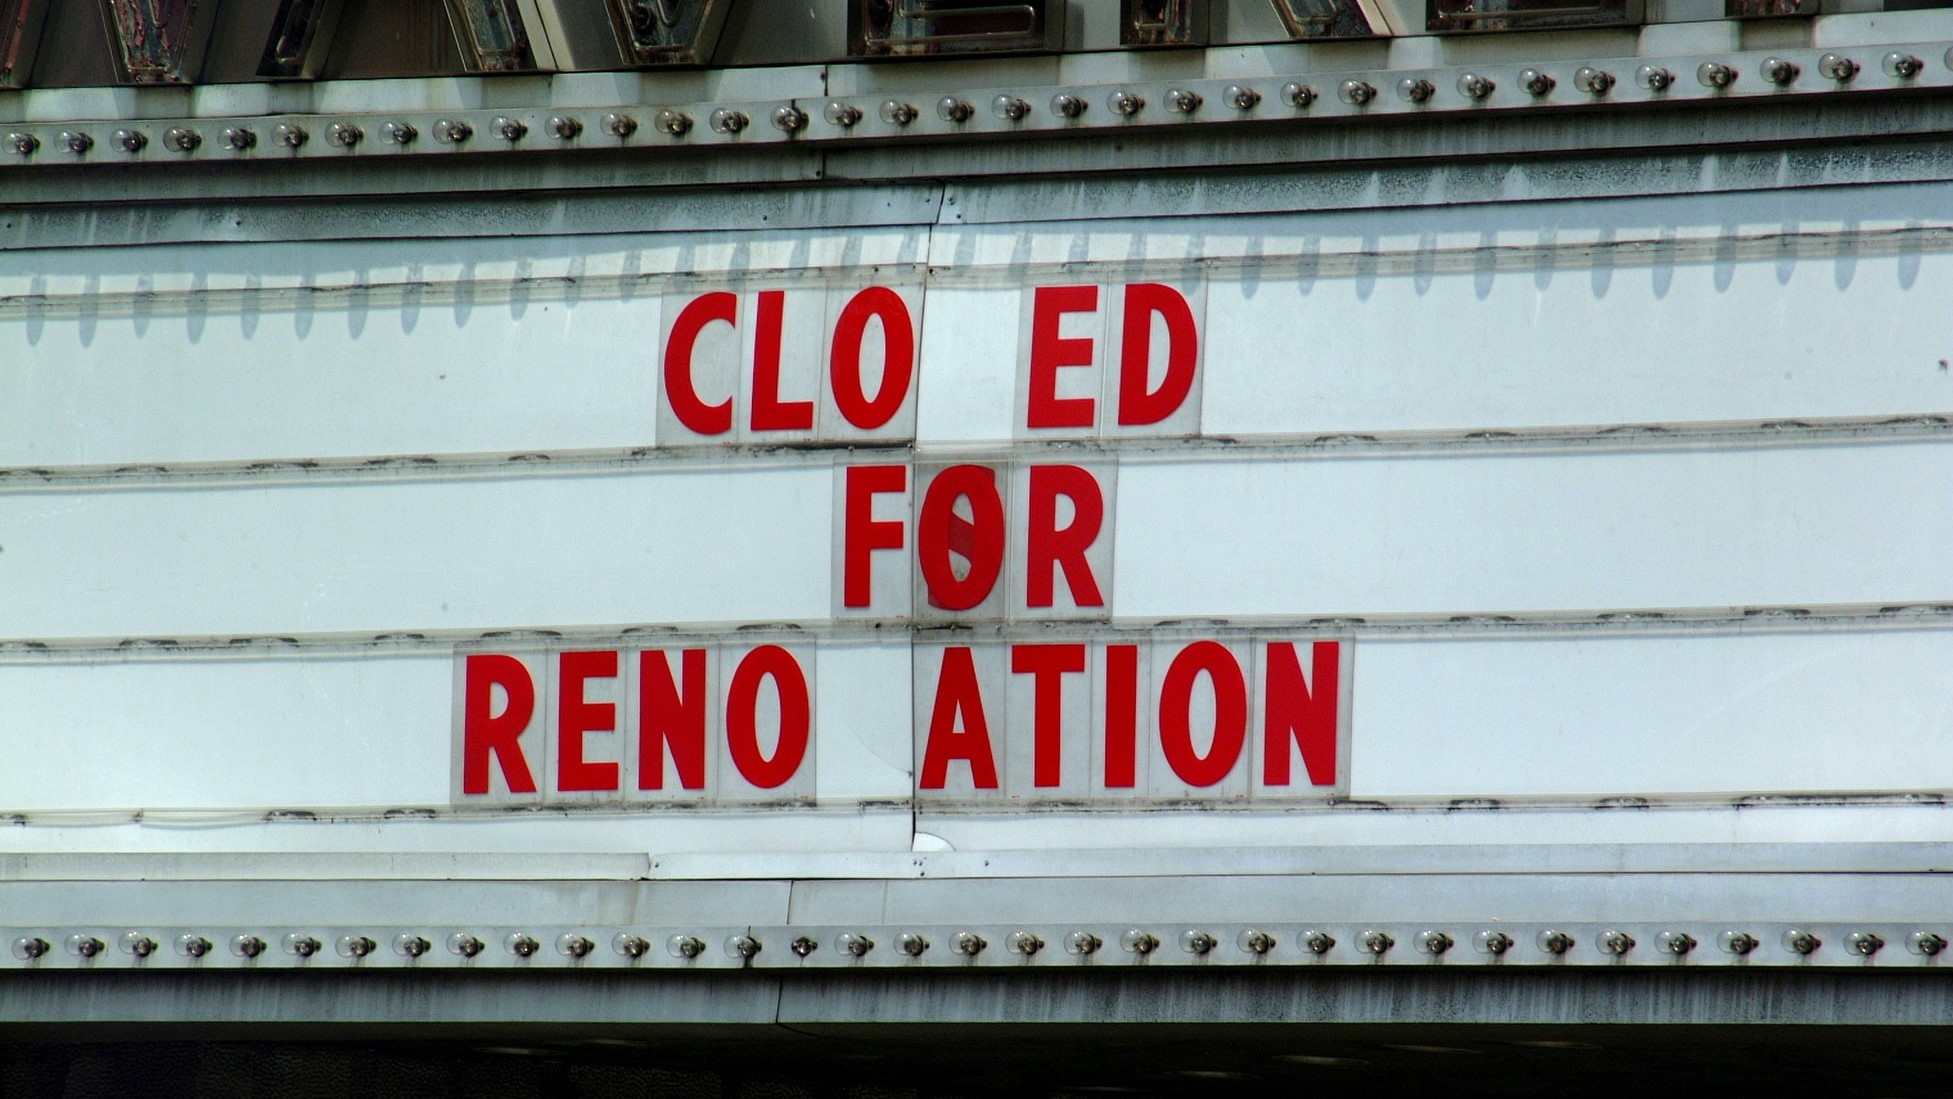 CLO ED
FOR
RENO ATION